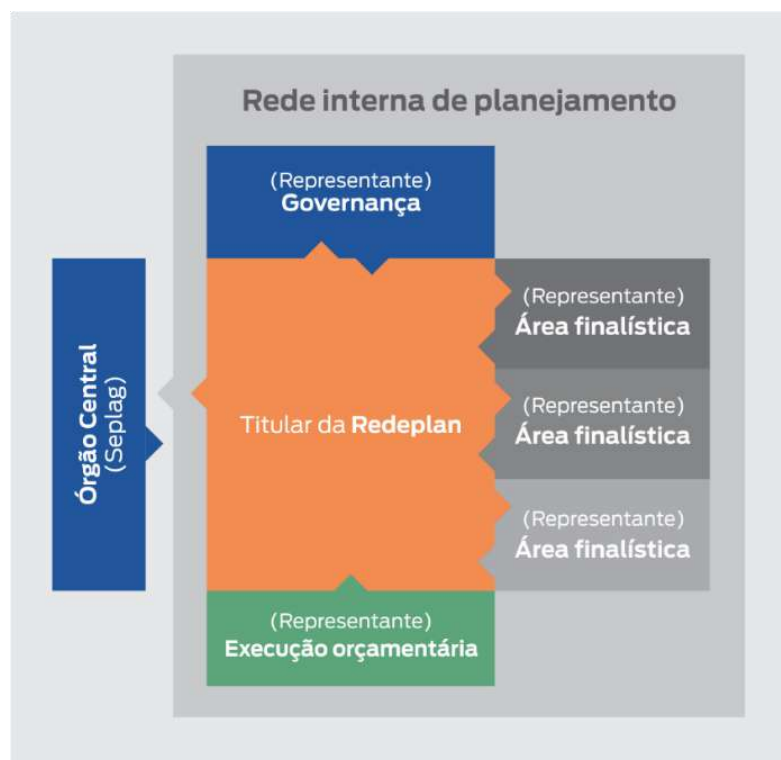 Rede interna de planejamento
(Representante)
Governança
Órgão Central
(Seplag)
Titular da Redeplan
(Representante)
Área finalística
(Representante)
Área finalística
(Representante)
Área finalística
(Representante)
Execução orçamentária